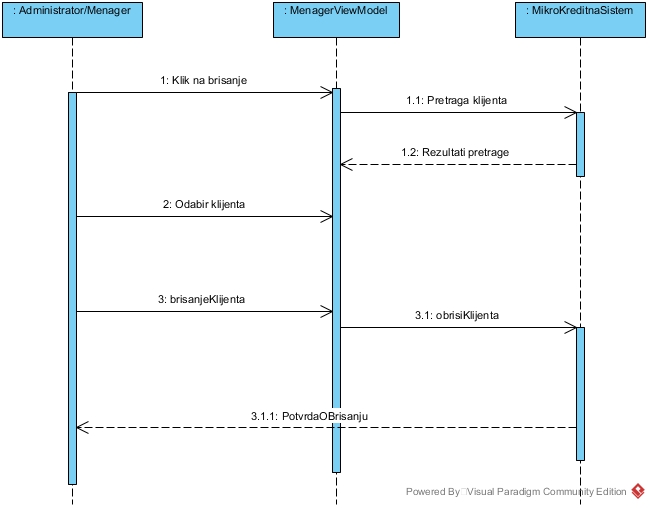 : Administrator/Menager
: MenagerViewModel
: MikroKreditnaSistem
1: Klik na brisanje
1.1: Pretraga klijenta
1.2: Rezultati pretrage
2: Odabir klijenta
3: brisanjeKlijenta
3.1: obrisiKlijenta
3.1.1: PotvrdaOBrisanju
Powered By Visual Paradigm Community Edition